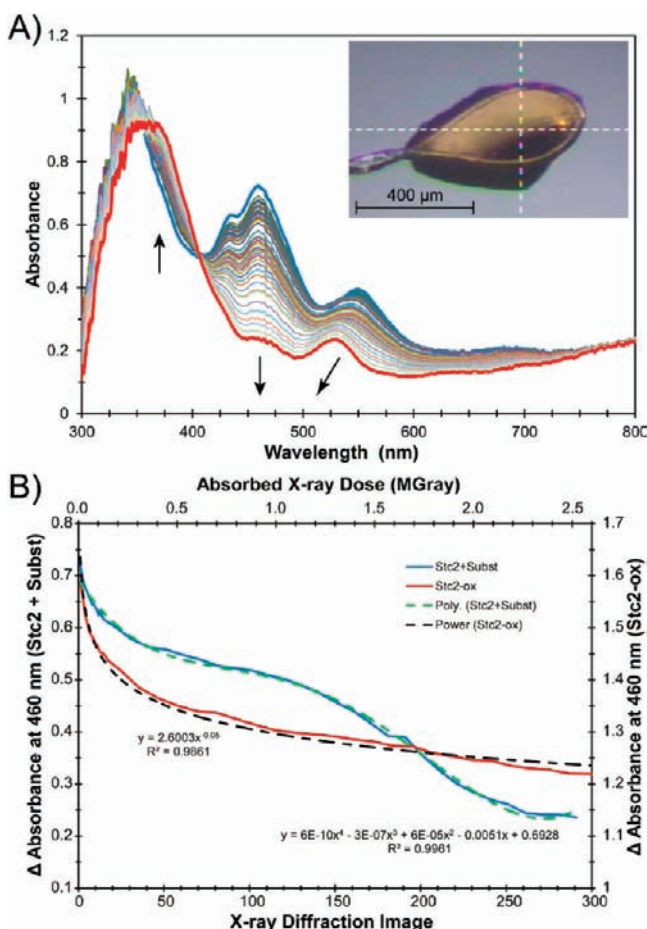 A)
1.2
1
0.8
0.6
0.4
0.2
0
Absorbance
400 µm
300 400 500 600 700 800
Wavelength (nm)
B)
Absorbed X-ray Dose (MGray)
0.0 0.4 0.9 1.3 1.7 2.1 2.6
0.8
0.7
0.6
0.5
0.4
0.3
0.2
0.1
Δ Absorbance at 460 nm (Stc2 + Subst)
Stc2+Subst
Stc2-ox
Poly. (Stc2+Subst)
Power (Stc2-ox)
y = 2.6003x^-0.05
R² = 0.9861
y = 6E-10x⁴ - 3E-07x³ + 6E-05x² - 0.0051x + 0.6928
R² = 0.9961
1.7
1.6
1.5
1.4
1.3
1.2
1.1
1
Δ Absorbance at 460 nm (Stc2-ox)
0 50 100 150 200 250 300
X-ray Diffraction Image